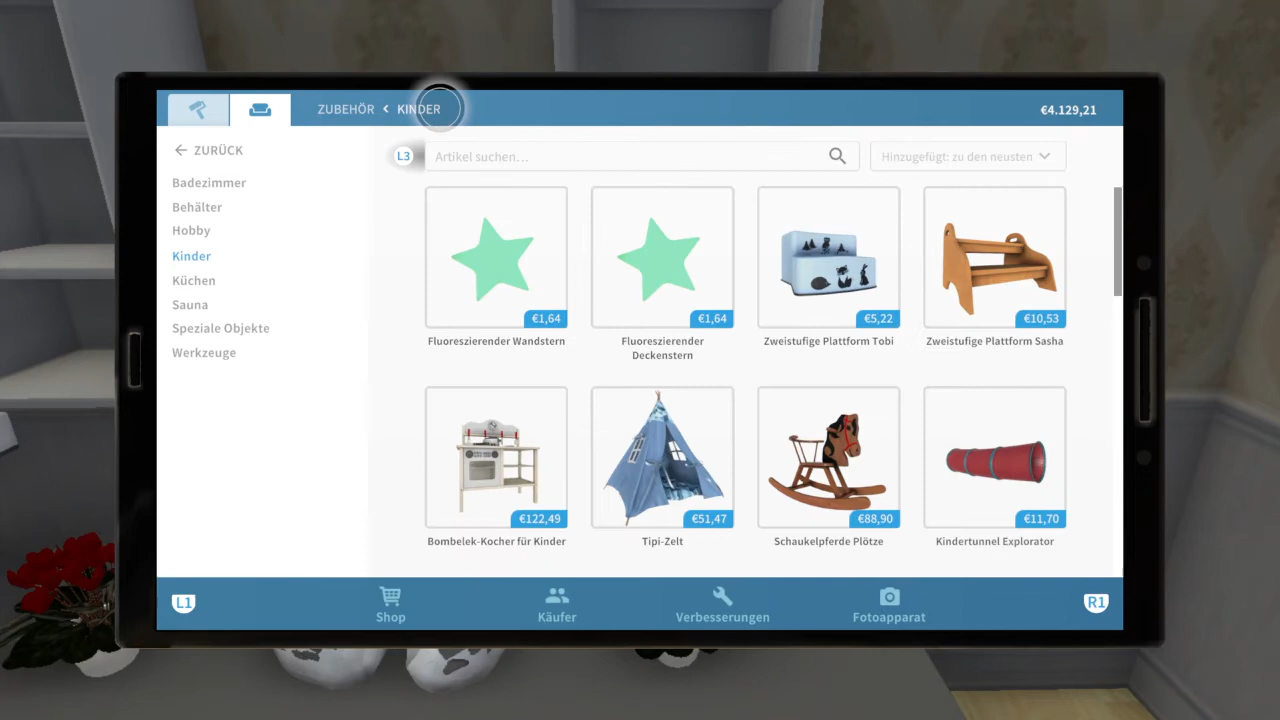 ZUBEHÖR < KINDER
€4.129,21
ZURÜCK
L3
Artikel suchen...
Hinzugefügt: zu den neusten
Badezimmer
Behälter
Hobby
Kinder
Küchen
Sauna
Speziale Objekte
Werkzeuge
€1,64
€1,64
€5,22
€10,53
Fluoreszierender Wandstern
Fluoreszierender
Deckenstern
Zweistufige Plattform Tobi
Zweistufige Plattform Sasha
€122,49
€51,47
€88,90
€11,70
Bombelek-Kocher für Kinder
Tipi-Zelt
Schaukelpferde Plötze
Kindertunnel Explorator
L1
Shop
Käufer
Verbesserungen
Fotoapparat
R1